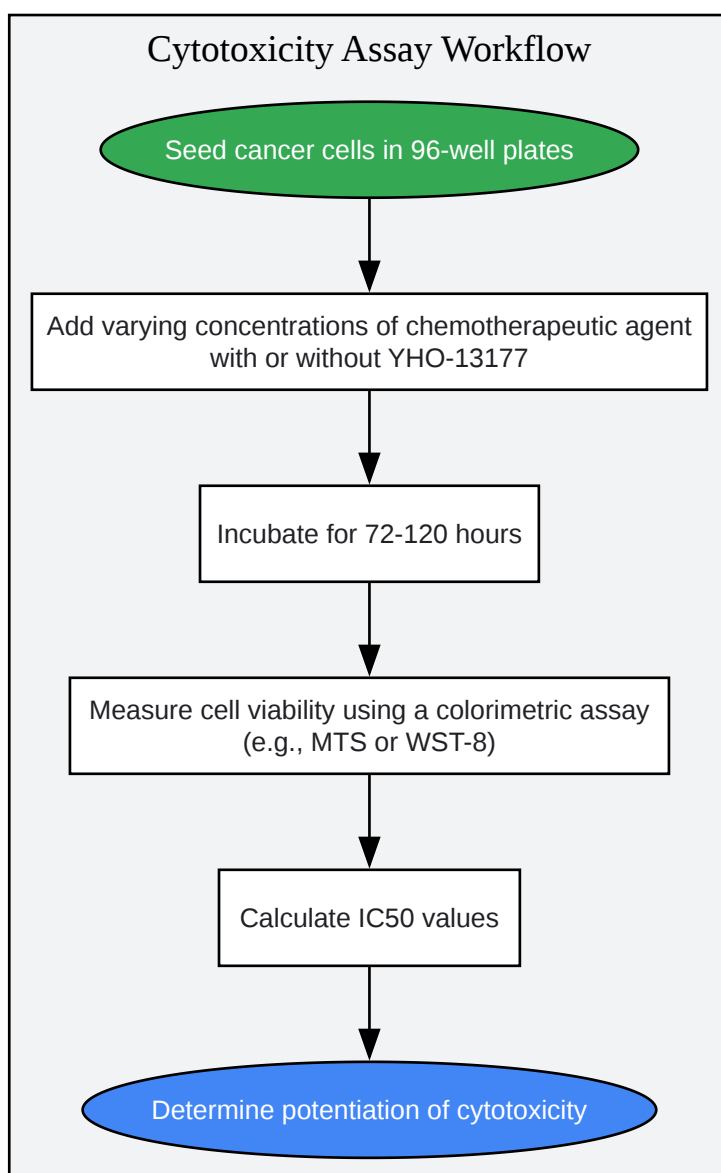 Cytotoxicity Assay Workflow
Seed cancer cells in 96-well plates
Add varying concentrations of chemotherapeutic agent
with or without YHO-13177
Incubate for 72-120 hours
Measure cell viability using a colorimetric assay
(e.g., MTS or WST-8)
Calculate IC50 values
Determine potentiation of cytotoxicity